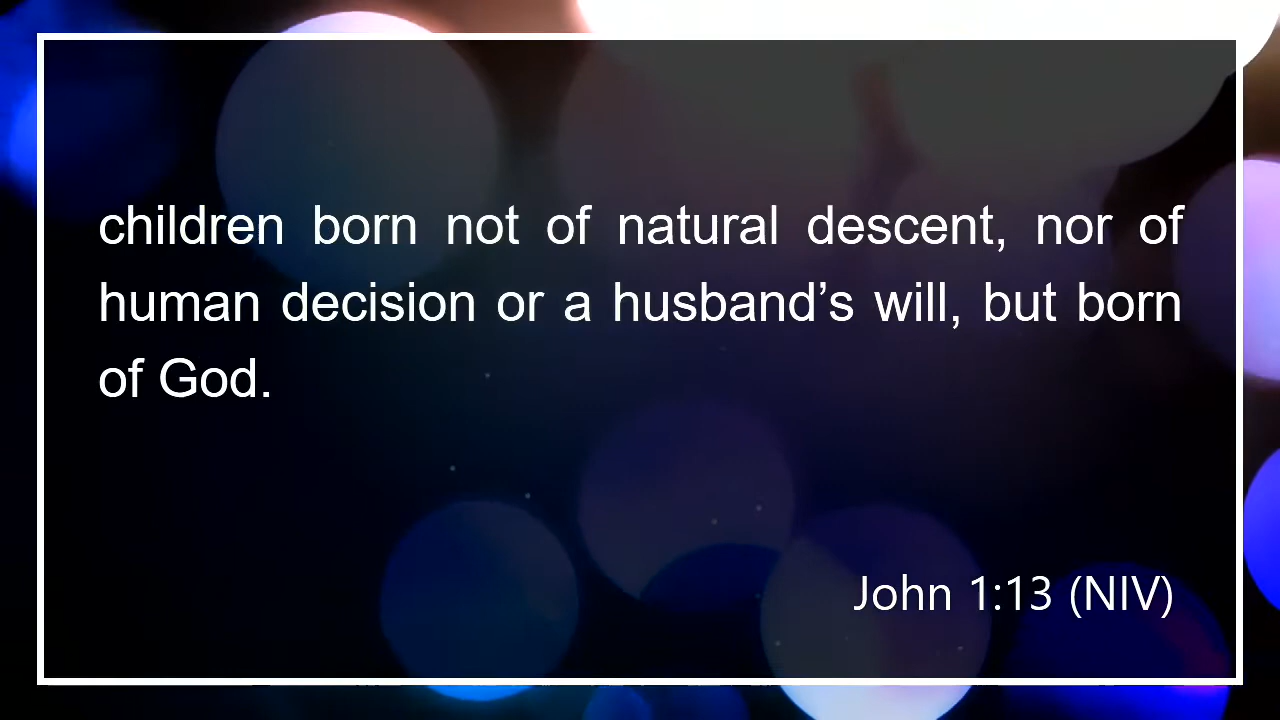 children born not of natural descent, nor of
human decision or a husband’s will, but born
of God.
John 1:13 (NIV)